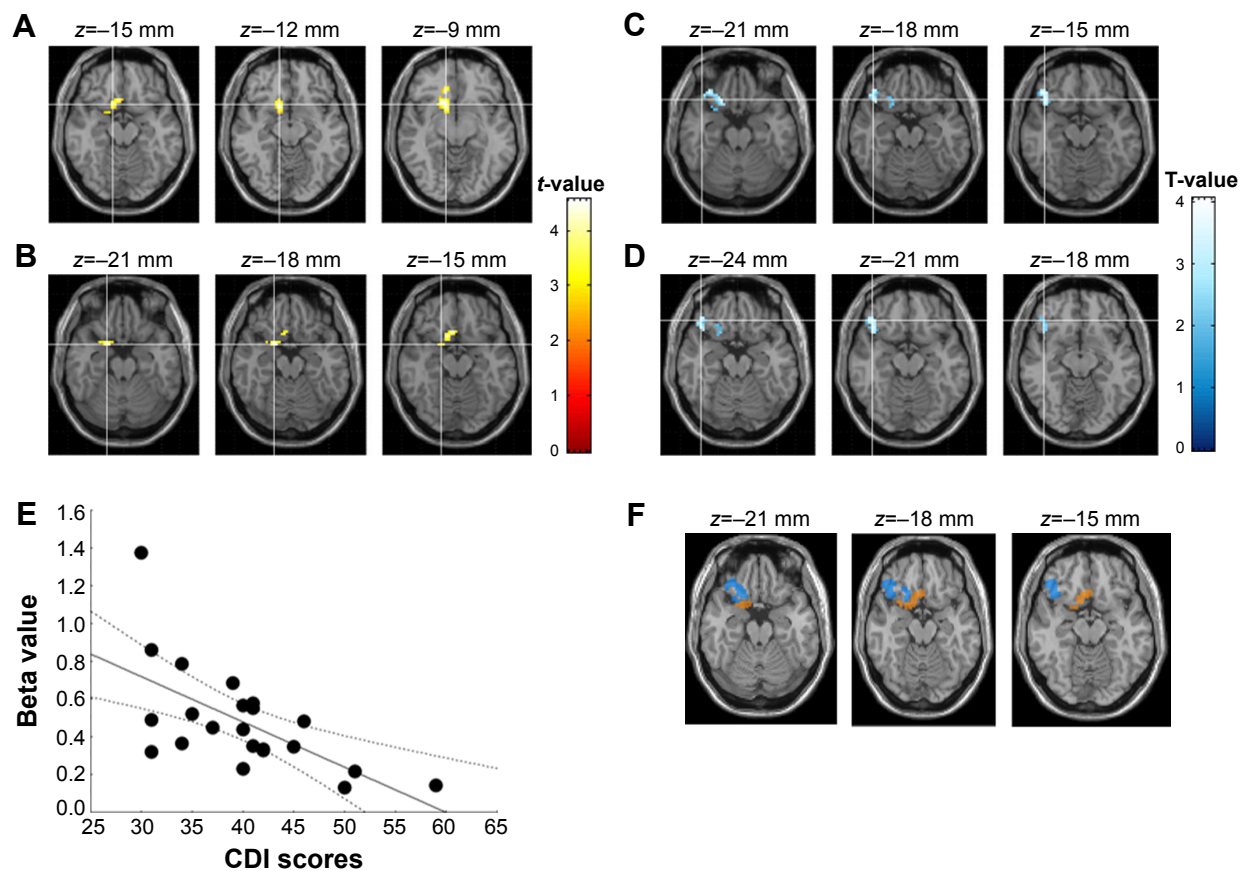 A
z=–15 mm
z=–12 mm
z=–9 mm
t-value
4
3
2
1
0
B
z=–21 mm
z=–18 mm
z=–15 mm
C
z=–21 mm
z=–18 mm
z=–15 mm
T-value
4
3
2
1
0
D
z=–24 mm
z=–21 mm
z=–18 mm
E
Beta value
1.6
1.4
1.2
1.0
0.8
0.6
0.4
0.2
0.0
25 30 35 40 45 50 55 60 65
CDI scores
F
z=–21 mm
z=–18 mm
z=–15 mm